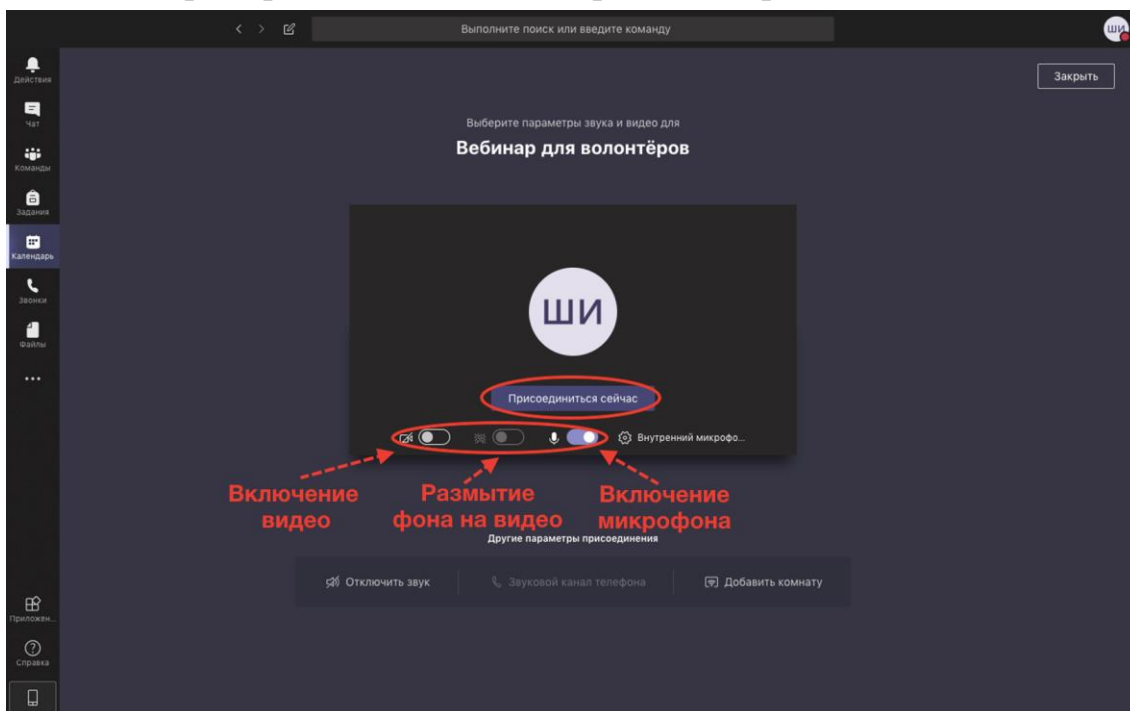 Выполните поиск или введите команду
ШИ
Действия
Закрыть
Чат
Выберите параметры звука и видео для
Вебинар для волонтёров
Команды
Задания
Календарь
Звонки
Файлы
ШИ
Присоединиться сейчас
Внутренний микрофо...
Включение
видео
Размытие
фона на видео
Включение
микрофона
Другие параметры присоединения
Отключить звук
Звуковой канал телефона
Добавить комнату
Приложен...
Справка